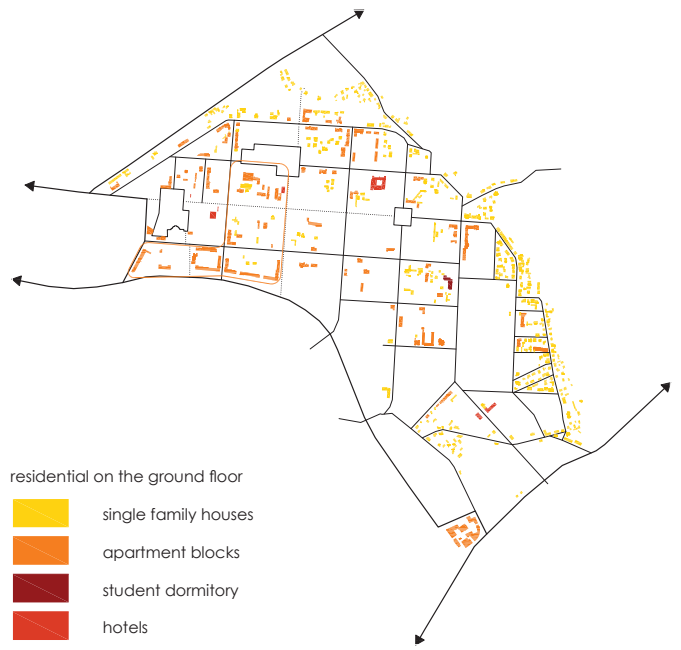 residential on the ground floor
single family houses
apartment blocks
student dormitory
hotels